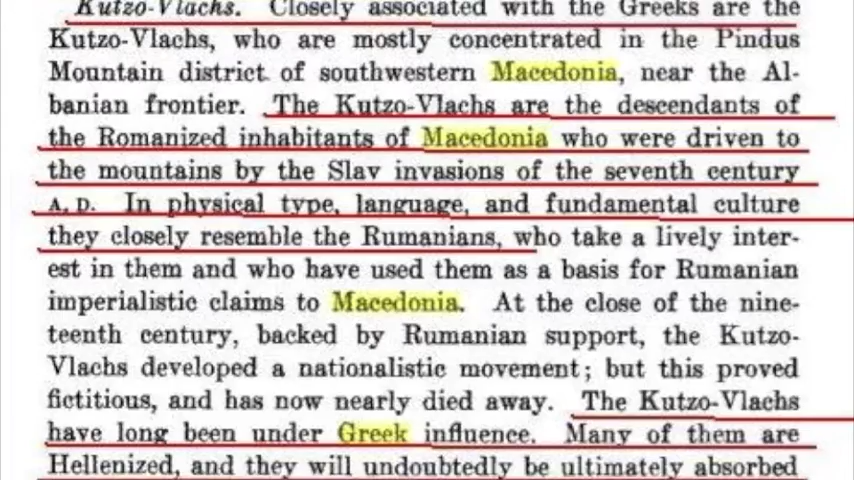 Kutzo-Vlachs. Closely associated with the Greeks are the
Kutzo-Vlachs, who are mostly concentrated in the Pindus
Mountain district of southwestern Macedonia, near the Al-
banian frontier. The Kutzo-Vlachs are the descendants of
the Romanized inhabitants of Macedonia who were driven to
the mountains by the Slav invasions of the seventh century
A. D. In physical type, language, and fundamental culture
they closely resemble the Rumanians, who take a lively inter-
est in them and who have used them as a basis for Rumanian
imperialistic claims to Macedonia. At the close of the nine-
teenth century, backed by Rumanian support, the Kutzo-
Vlachs developed a nationalistic movement; but this proved
fictitious, and has now nearly died away. The Kutzo-Vlachs
have long been under Greek influence. Many of them are
Hellenized, and they will undoubtedly be ultimately absorbed